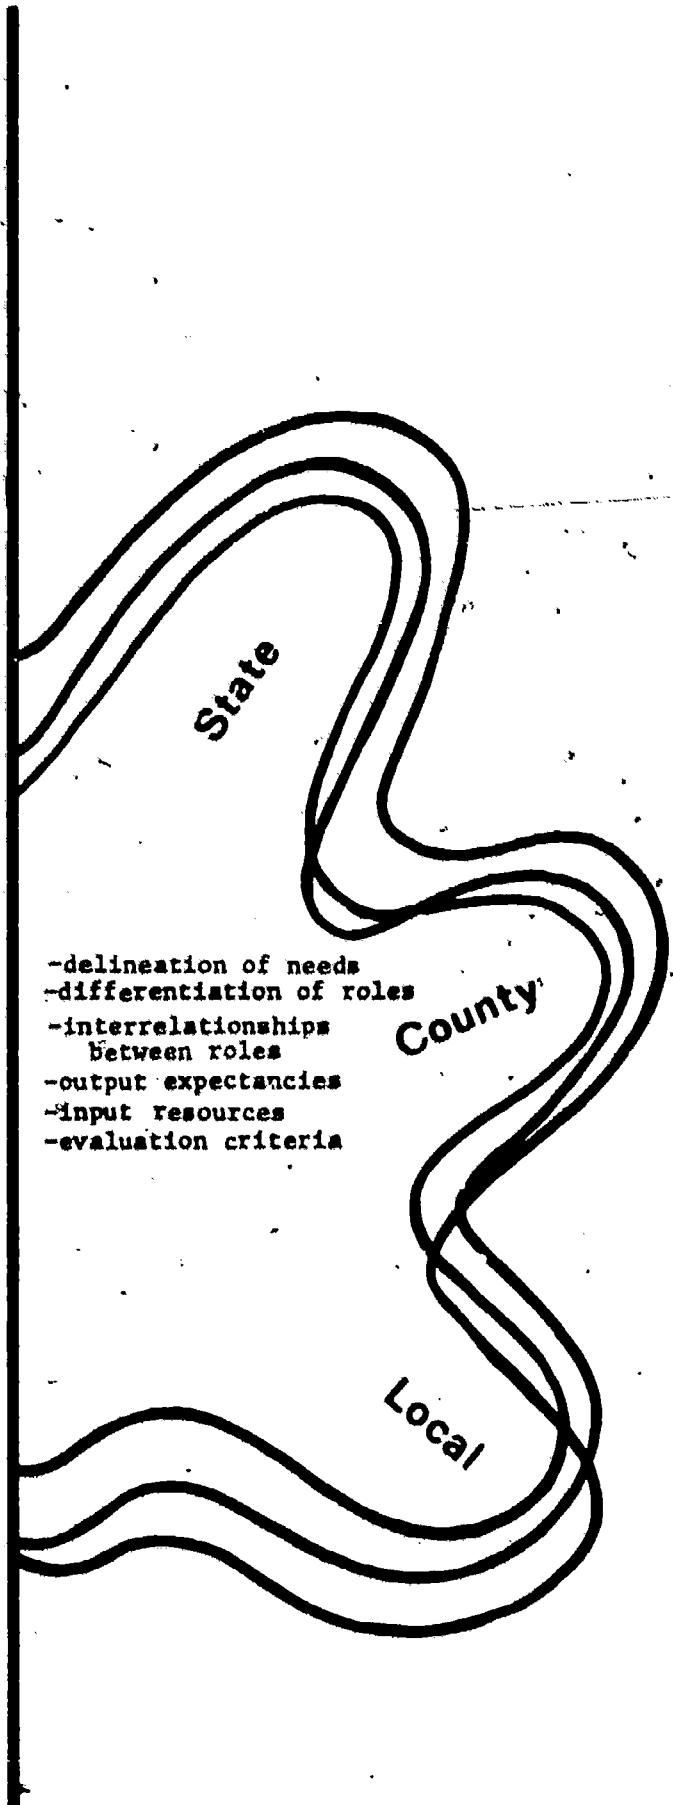 State
-delineation of needs
-differentiation of roles
-interrelationships
between roles
-output expectancies
-input resources
-evaluation criteria
County
Local